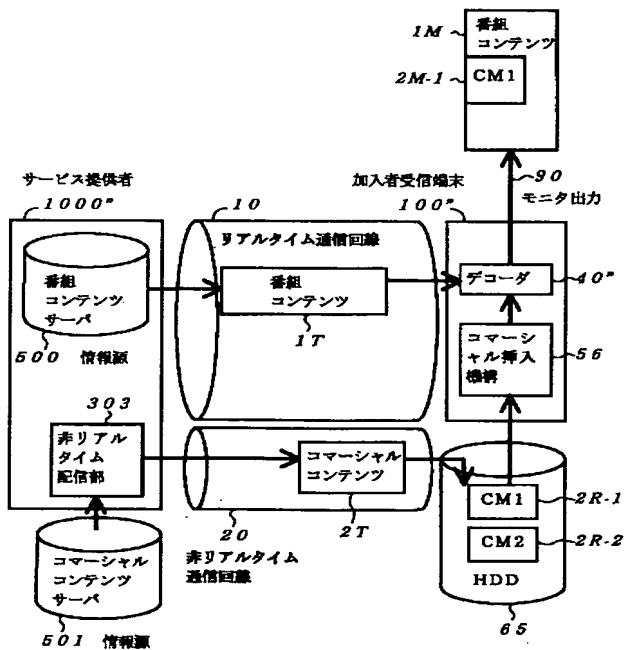 1M
番組
コンテンツ
2M-1
CM1
90
モニタ出力
サービス提供者
1000"
10
リアルタイム通信回線
加入者受信端末
100"
番組
コンテンツ
サーバ
500 情報源
番組
コンテンツ
1T
デコーダ
40"
コマーシャル挿入
機構
56
303
非リアル
タイム
配信部
コマーシャル
コンテンツ
2T
20
非リアルタイム
通信回線
CM1
2R-1
CM2
2R-2
HDD
65
コマーシャル
コンテンツ
サーバ
501 情報源